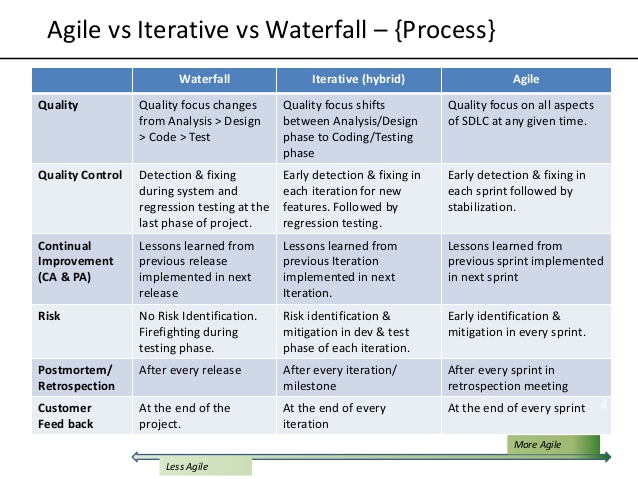 Agile vs Iterative vs Waterfall – {Process}
Waterfall
Iterative (hybrid)
Agile
Quality
Quality focus changes
from Analysis > Design
> Code > Test
Quality focus shifts
between Analysis/Design
phase to Coding/Testing
phase
Quality focus on all aspects
of SDLC at any given time.
Quality Control
Detection & fixing
during system and
regression testing at the
last phase of project.
Early detection & fixing in
each iteration for new
features. Followed by
regression testing.
Early detection & fixing in
each sprint followed by
stabilization.
Continual
Improvement
(CA & PA)
Lessons learned from
previous release
implemented in next
release
Lessons learned from
previous Iteration
implemented in next
Iteration.
Lessons learned from
previous sprint implemented
in next sprint
Risk
No Risk Identification.
Firefighting during
testing phase.
Risk identification &
mitigation in dev & test
phase of each iteration.
Early identification &
mitigation in every sprint.
Postmortem/
Retrospection
After every release
After every iteration/
milestone
After every sprint in
retrospection meeting
Customer
Feed back
At the end of the
project.
At the end of every
iteration
At the end of every sprint
4
More Agile
Less Agile